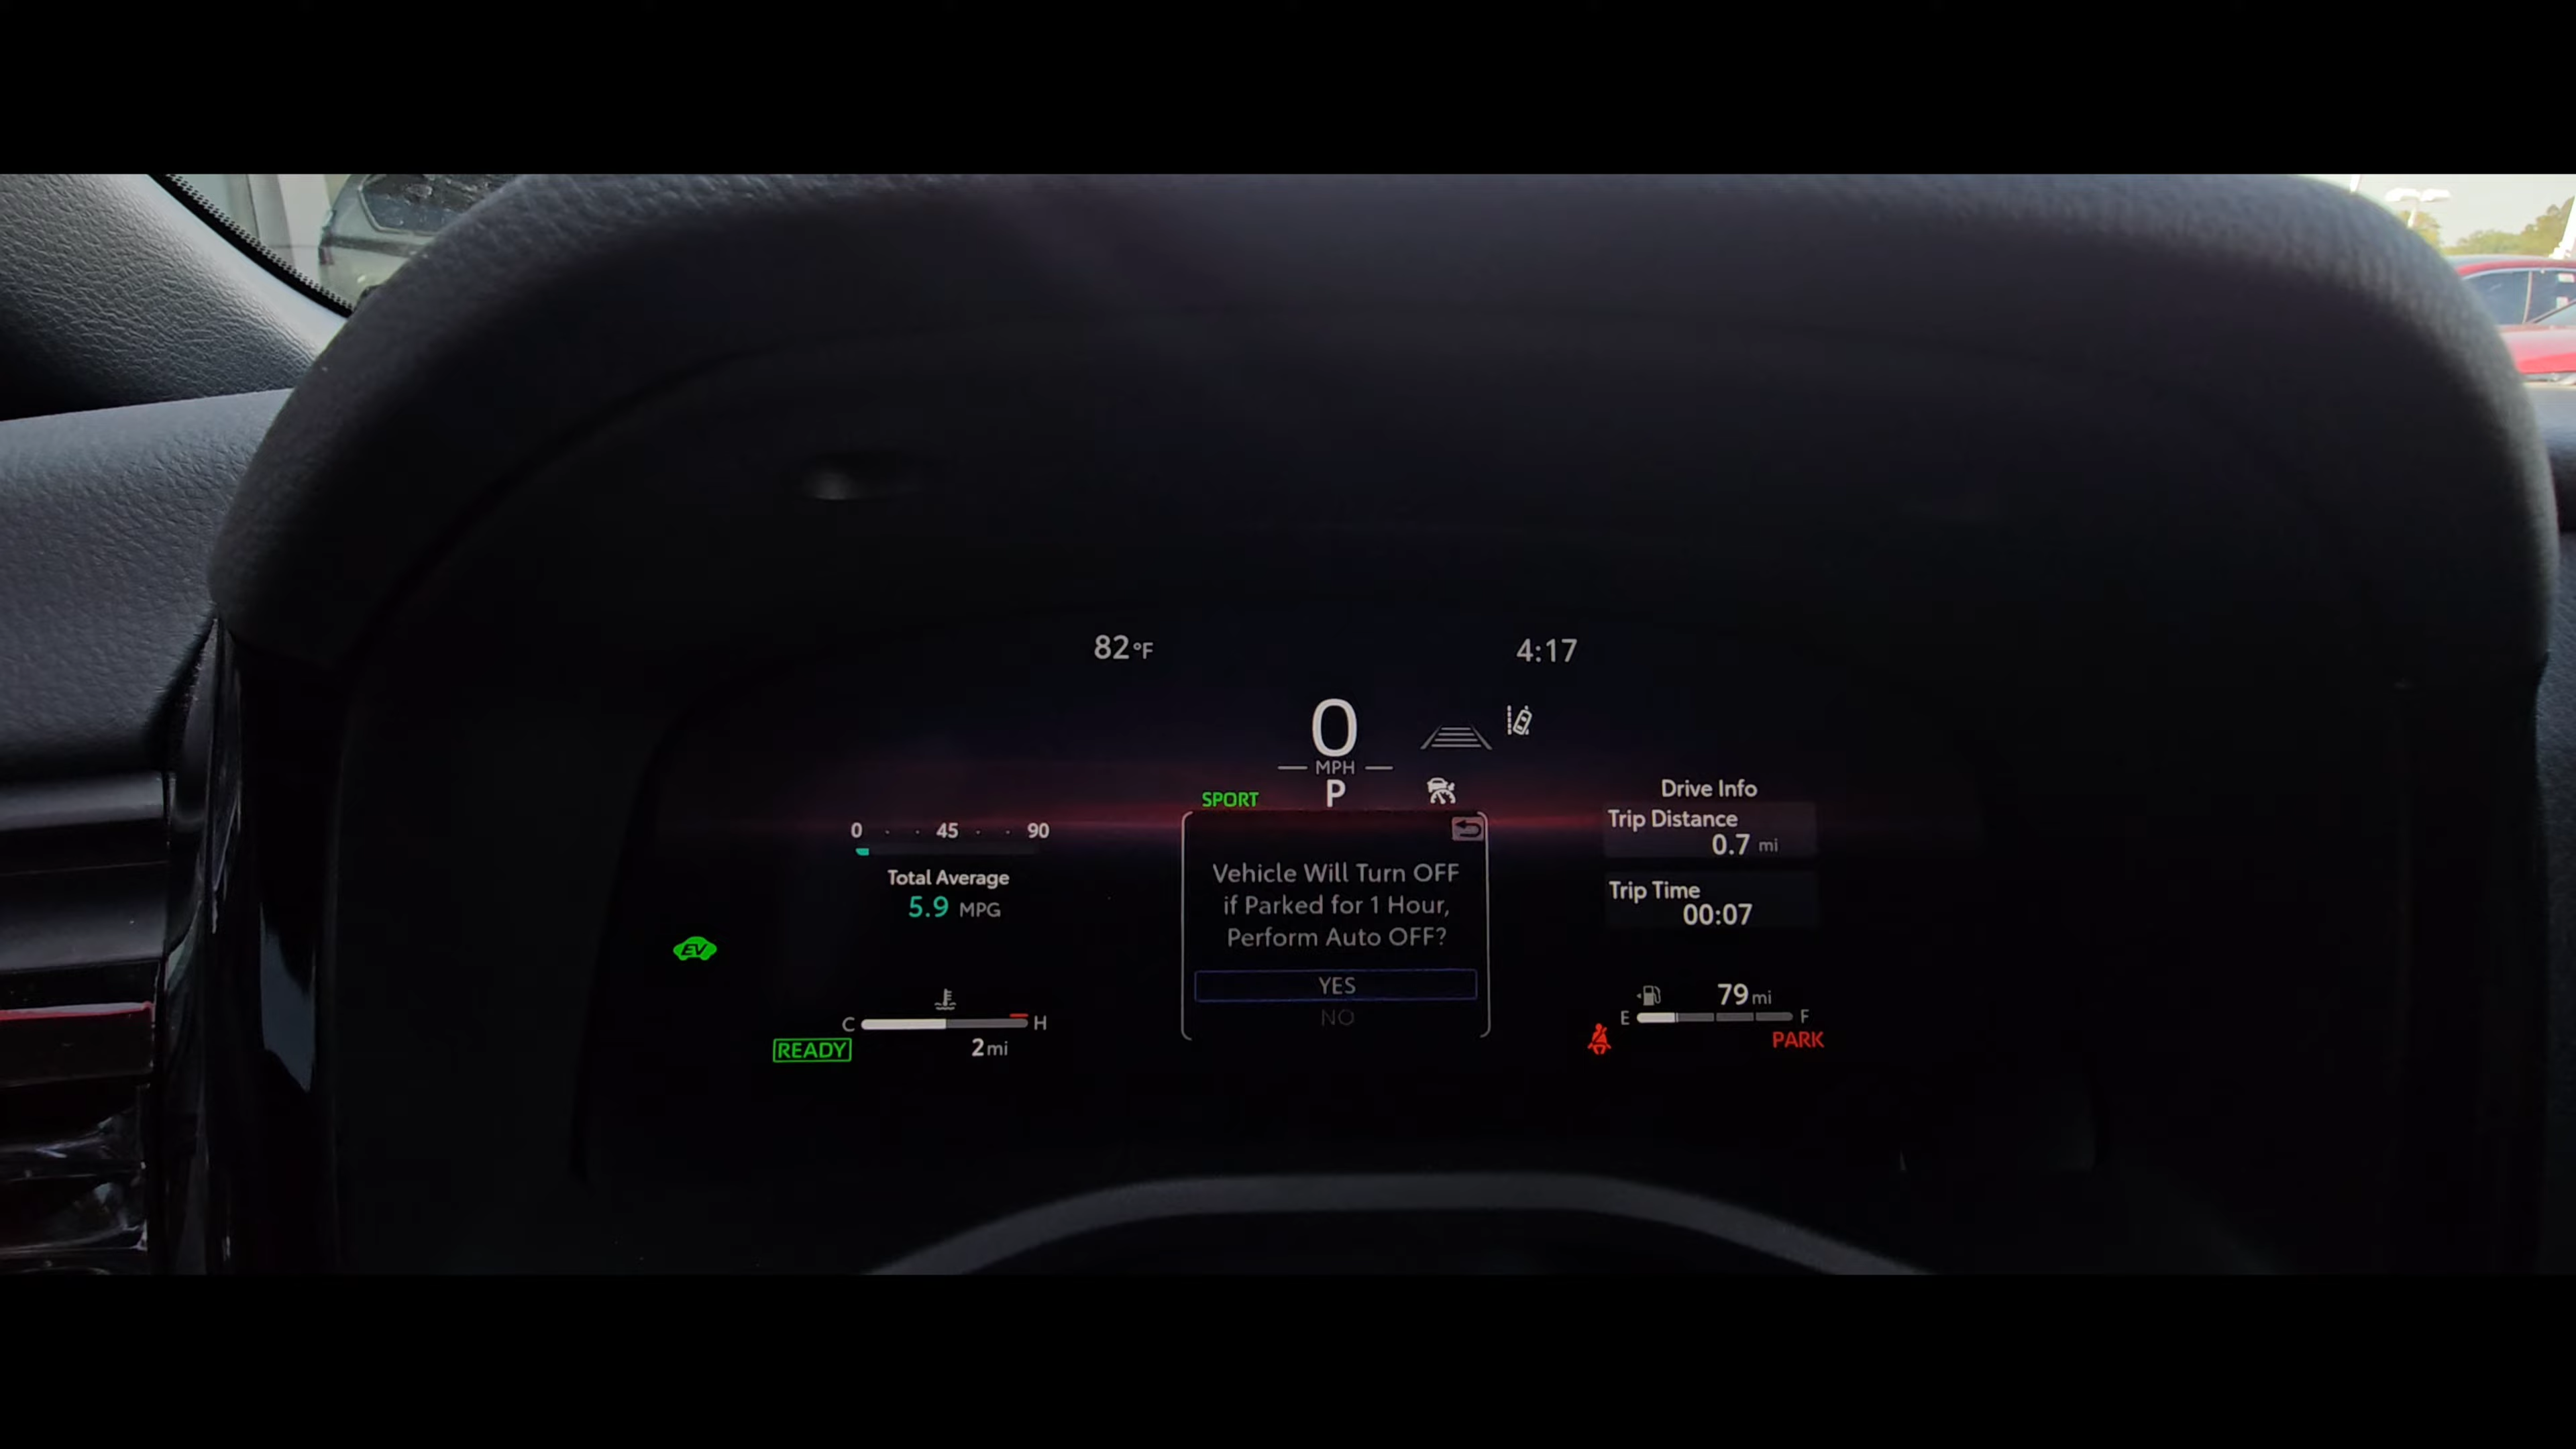 82°F
4:17
0
MPH
P
SPORT
0 45 90
Total Average
5.9 MPG
EV
C H
READY
2 mi
Vehicle Will Turn OFF
if Parked for 1 Hour,
Perform Auto OFF?
YES
NO
Drive Info
Trip Distance
0.7 mi
Trip Time
00:07
79 mi
E F
PARK